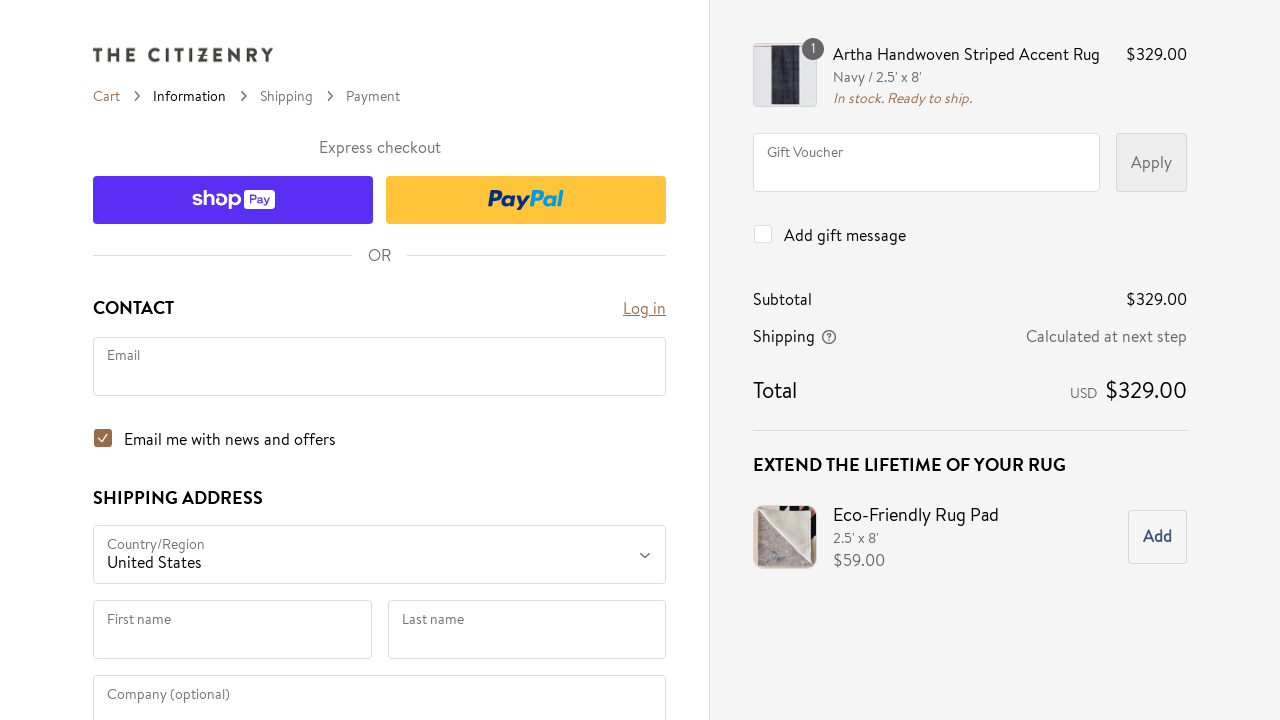 THE CITIZENRY
Cart
Information
Shipping
Payment
Express checkout
shop Pay
PayPal
OR
CONTACT
Log in
Email
Email me with news and offers
SHIPPING ADDRESS
Country/Region
United States
First name
Last name
Company (optional)
1
Artha Handwoven Striped Accent Rug
$329.00
Navy / 2.5' x 8'
In stock. Ready to ship.
Gift Voucher
Apply
Add gift message
Subtotal
$329.00
Shipping
Calculated at next step
Total
USD $329.00
EXTEND THE LIFETIME OF YOUR RUG
Eco-Friendly Rug Pad
2.5' x 8'
$59.00
Add